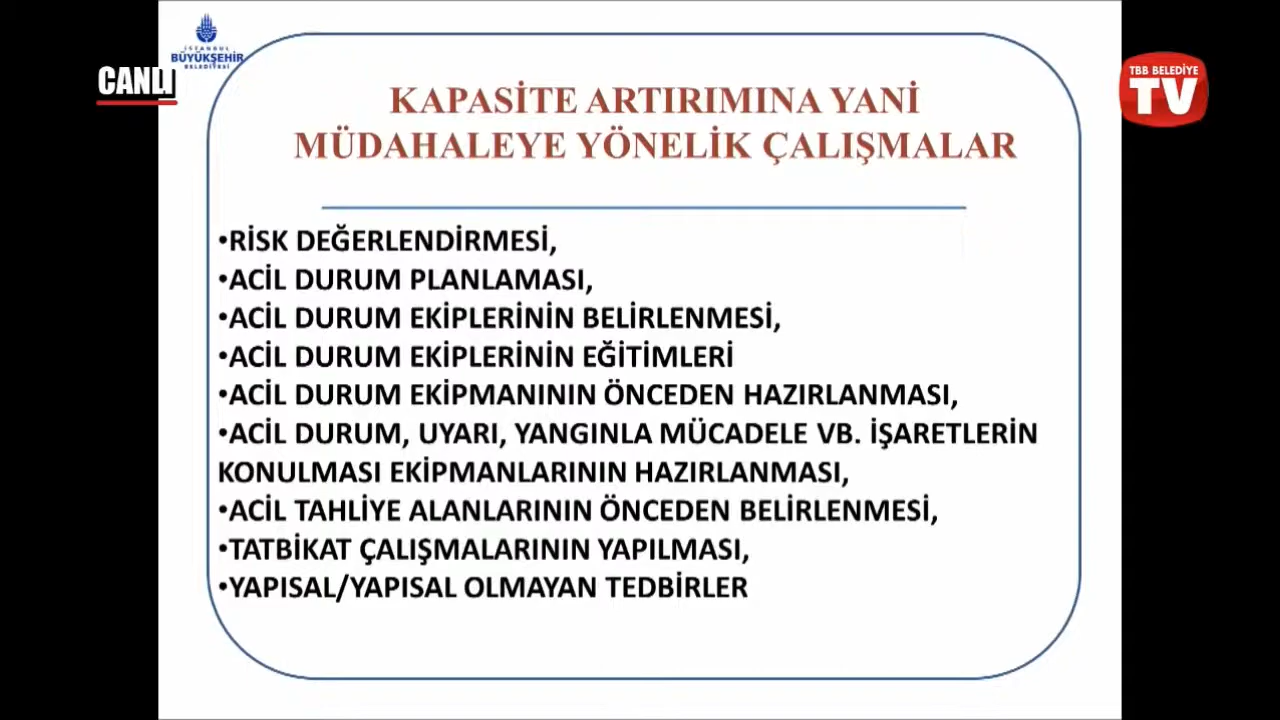 İSTANBUL
BÜYÜKŞEHİR
BELEDİYESİ
CANLI
TBB BELEDİYE
TV
KAPASİTE ARTIRIMINA YANİ
MÜDAHALEYE YÖNELİK ÇALIŞMALAR
•RİSK DEĞERLENDİRMESİ,
•ACİL DURUM PLANLAMASI,
•ACİL DURUM EKİPLERİNİN BELİRLENMESİ,
•ACİL DURUM EKİPLERİNİN EĞİTİMLERİ
•ACİL DURUM EKİPMANININ ÖNCEDEN HAZIRLANMASI,
•ACİL DURUM, UYARI, YANGINLA MÜCADELE VB. İŞARETLERİN
KONULMASI EKİPMANLARININ HAZIRLANMASI,
•ACİL TAHLİYE ALANLARININ ÖNCEDEN BELİRLENMESİ,
•TATBİKAT ÇALIŞMALARININ YAPILMASI,
•YAPISAL/YAPISAL OLMAYAN TEDBİRLER